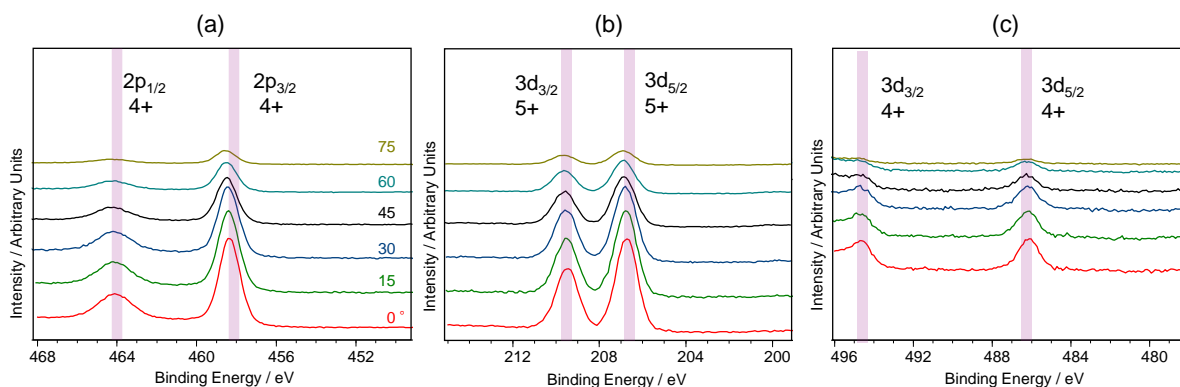 (a)
(b)
(c)
2p1/2
4+
2p3/2
4+
75
60
45
30
15
0 °
Intensity / Arbitrary Units
468 464 460 456 452
Binding Energy / eV
3d3/2
5+
3d5/2
5+
Intensity / Arbitrary Units
212 208 204 200
Binding Energy / eV
3d3/2
4+
3d5/2
4+
Intensity / Arbitrary Units
496 492 488 484 480
Binding Energy / eV